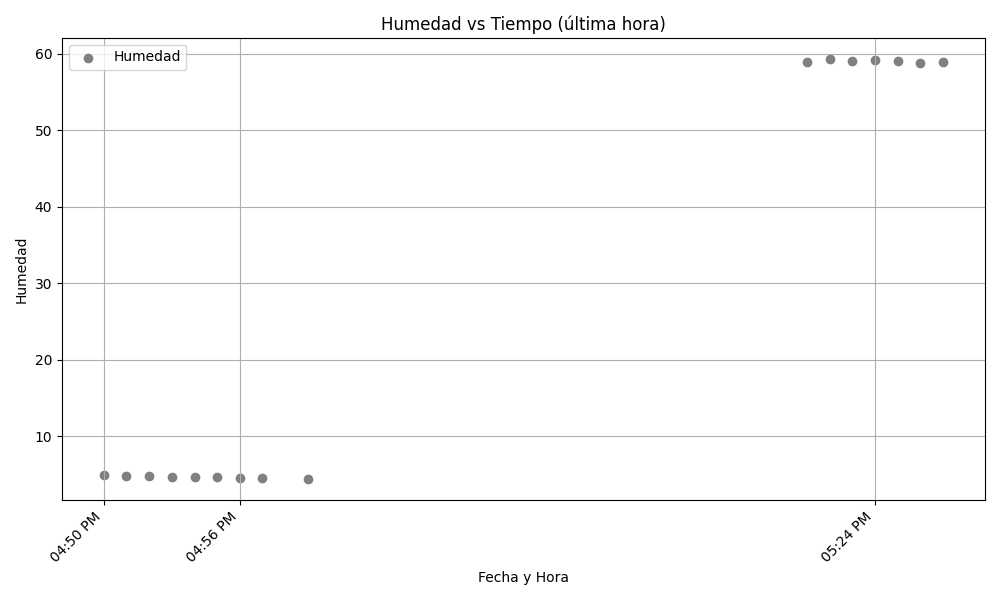 Humedad vs Tiempo (última hora)
Humedad
60
50
40
30
20
10
Humedad
04:50 PM
04:56 PM
05:24 PM
Fecha y Hora